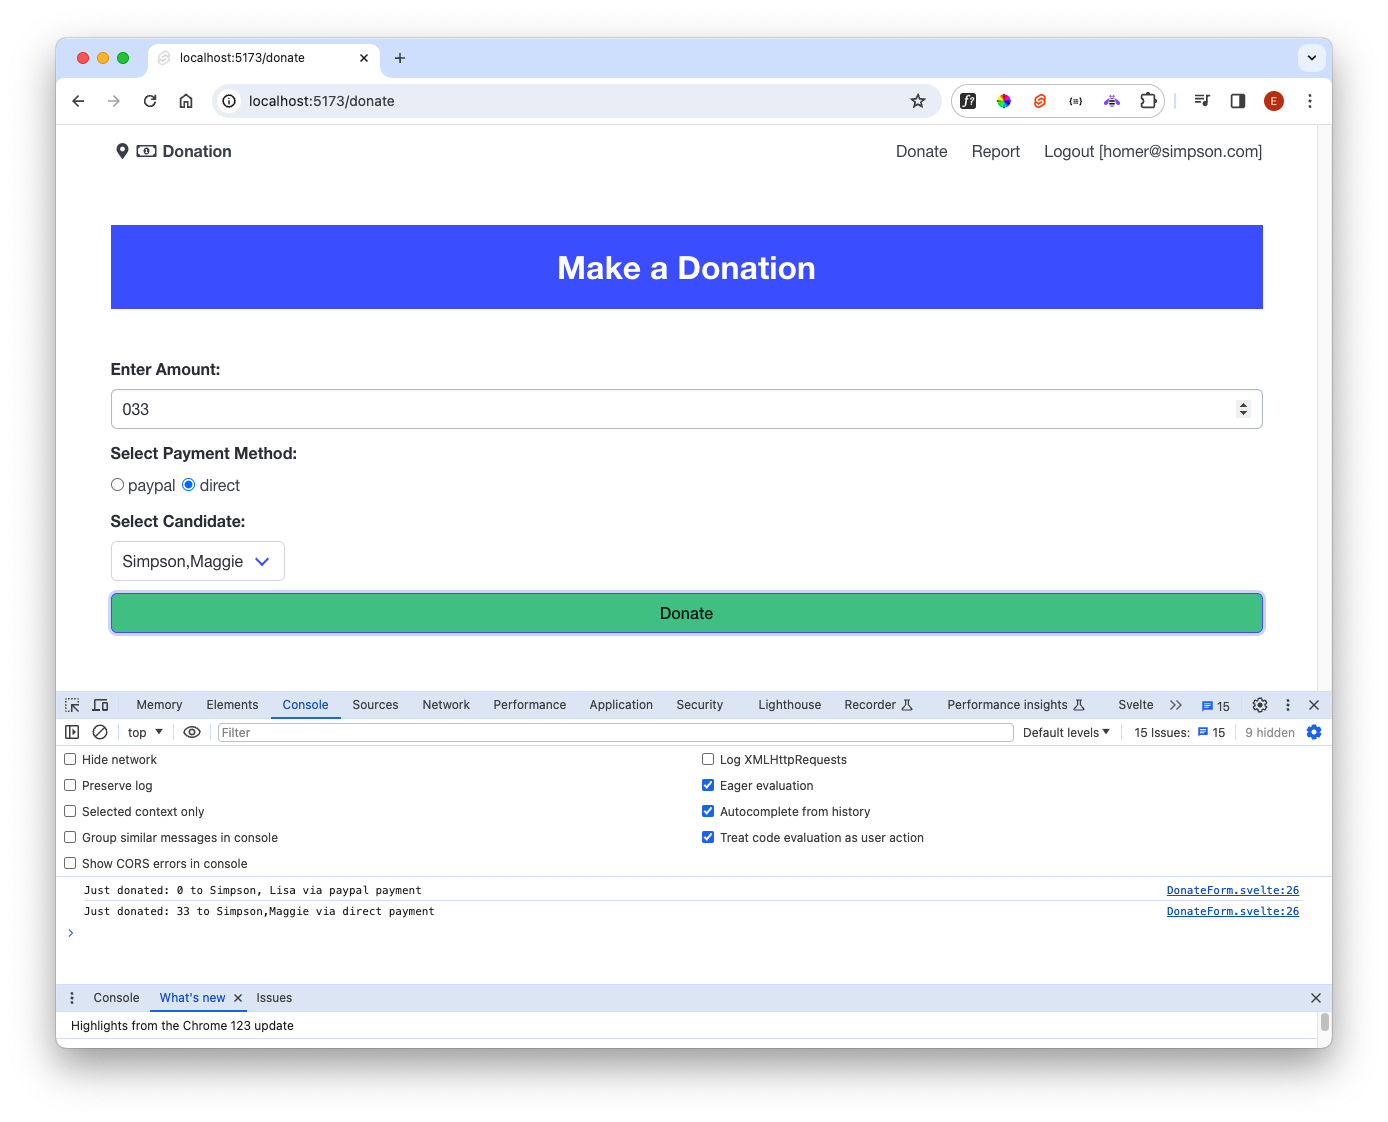 localhost:5173/donate
localhost:5173/donate
f?
{≡}
E
Donation Donate Report Logout [homer@simpson.com]
Make a Donation
Enter Amount:
033
Select Payment Method:
paypal direct
Select Candidate:
Simpson,Maggie
Donate
Memory Elements Console Sources Network Performance Application Security Lighthouse Recorder Performance insights Svelte 15
top Filter Default levels 15 Issues: 15 9 hidden
Hide network Log XMLHttpRequests
Preserve log Eager evaluation
Selected context only Autocomplete from history
Group similar messages in console Treat code evaluation as user action
Show CORS errors in console
Just donated: 0 to Simpson, Lisa via paypal payment DonateForm.svelte:26
Just donated: 33 to Simpson,Maggie via direct payment DonateForm.svelte:26
Console What's new Issues
Highlights from the Chrome 123 update